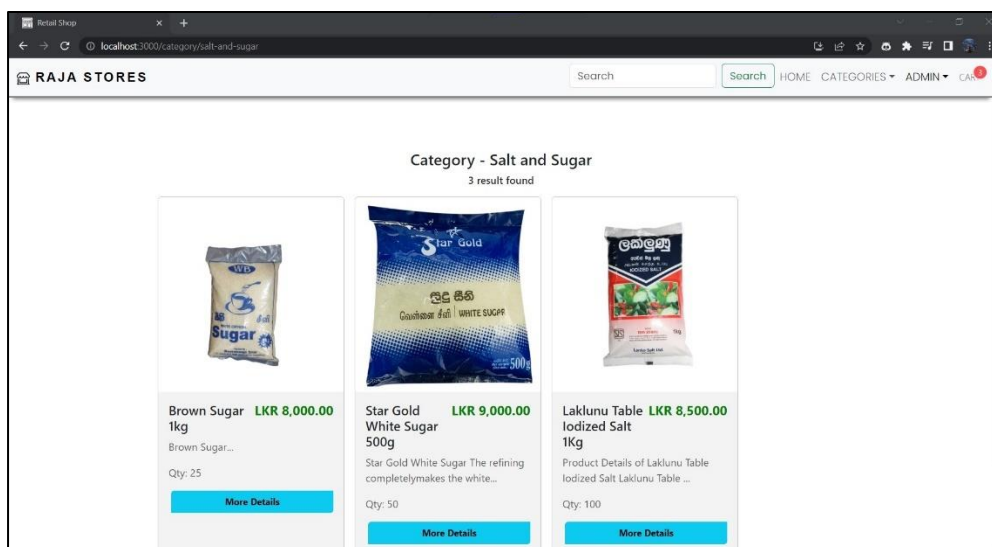 Retail Shop
localhost:3000/category/salt-and-sugar
RAJA STORES
Search
Search
HOME
CATEGORIES
ADMIN
3
Category - Salt and Sugar
3 result found
WB
Sugar
Star Gold
සුදු සීනි
வெள்ளை சீனி WHITE SUGAR
500g
ලක්ලුණු
IODIZED SALT
1kg
Brown Sugar 1kg
LKR 8,000.00
Brown Sugar...
Qty: 25
More Details
Star Gold
White Sugar
500g
LKR 9,000.00
Star Gold White Sugar The refining
completelymakes the white...
Qty: 50
More Details
Laklunu Table
Iodized Salt
1Kg
LKR 8,500.00
Product Details of Laklunu Table
Iodized Salt Laklunu Table ...
Qty: 100
More Details